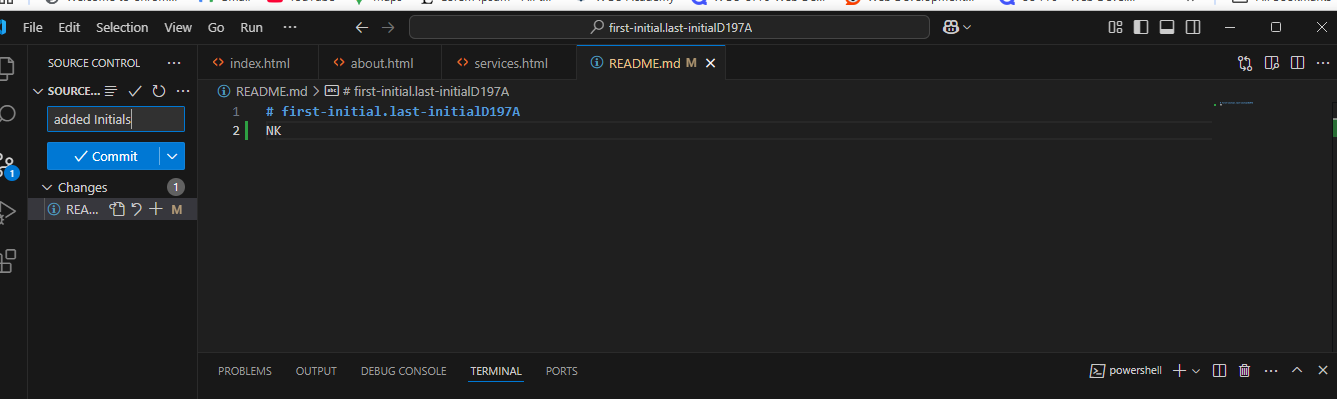 File Edit Selection View Go Run ... first-initial.last-initialD197A
SOURCE CONTROL ...
index.html about.html services.html README.md M
SOURCE... ...
README.md > # first-initial.last-initialD197A
added Initials
1 # first-initial.last-initialD197A
2 NK
Commit
1
Changes 1
REA... M
PROBLEMS OUTPUT DEBUG CONSOLE TERMINAL PORTS powershell ...